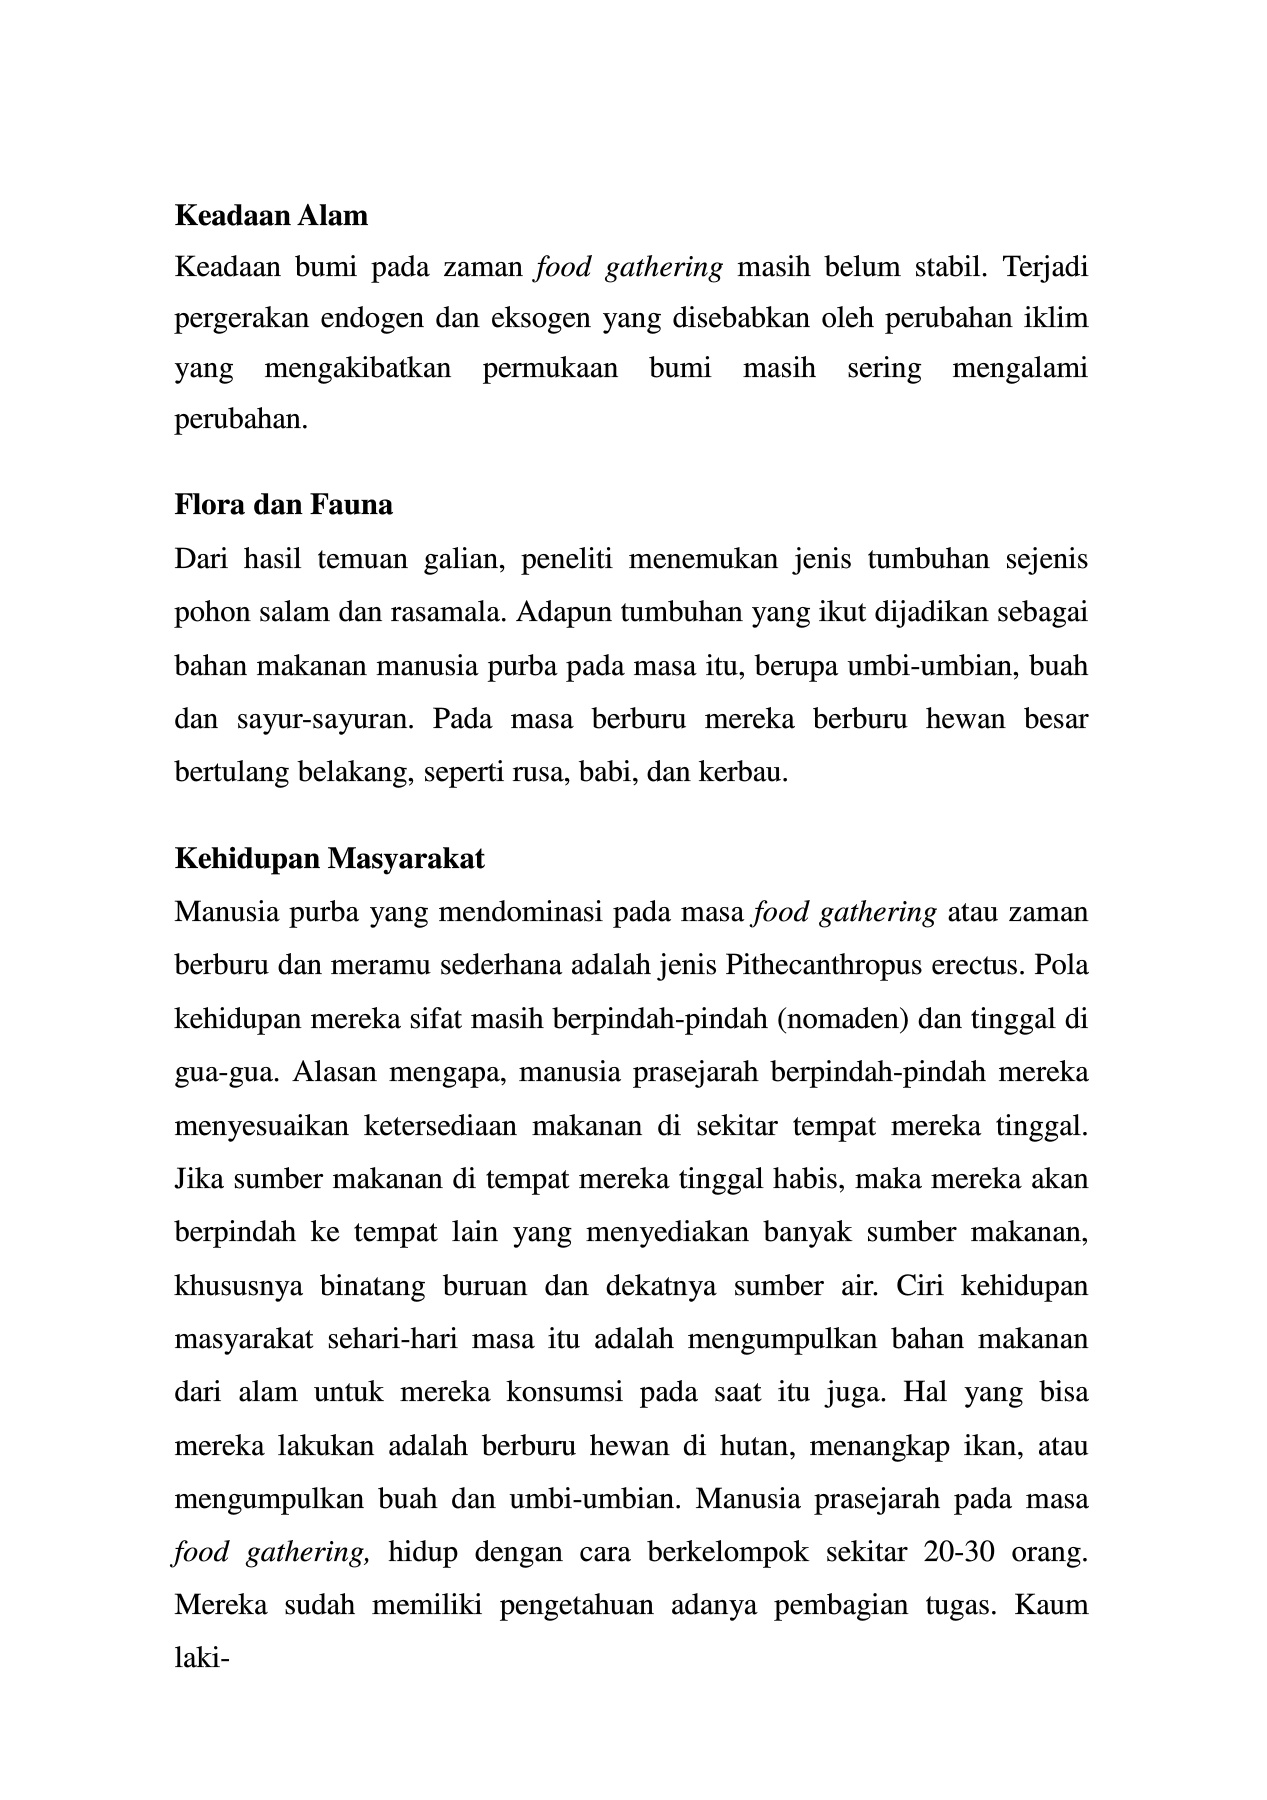 Keadaan Alam
Keadaan bumi pada zaman food gathering masih belum stabil. Terjadi
pergerakan endogen dan eksogen yang disebabkan oleh perubahan iklim
yang mengakibatkan permukaan bumi masih sering mengalami
perubahan.
Flora dan Fauna
Dari hasil temuan galian, peneliti menemukan jenis tumbuhan sejenis
pohon salam dan rasamala. Adapun tumbuhan yang ikut dijadikan sebagai
bahan makanan manusia purba pada masa itu, berupa umbi-umbian, buah
dan sayur-sayuran. Pada masa berburu mereka berburu hewan besar
bertulang belakang, seperti rusa, babi, dan kerbau.
Kehidupan Masyarakat
Manusia purba yang mendominasi pada masa food gathering atau zaman
berburu dan meramu sederhana adalah jenis Pithecanthropus erectus. Pola
kehidupan mereka sifat masih berpindah-pindah (nomaden) dan tinggal di
gua-gua. Alasan mengapa, manusia prasejarah berpindah-pindah mereka
menyesuaikan ketersediaan makanan di sekitar tempat mereka tinggal.
Jika sumber makanan di tempat mereka tinggal habis, maka mereka akan
berpindah ke tempat lain yang menyediakan banyak sumber makanan,
khususnya binatang buruan dan dekatnya sumber air. Ciri kehidupan
masyarakat sehari-hari masa itu adalah mengumpulkan bahan makanan
dari alam untuk mereka konsumsi pada saat itu juga. Hal yang bisa
mereka lakukan adalah berburu hewan di hutan, menangkap ikan, atau
mengumpulkan buah dan umbi-umbian. Manusia prasejarah pada masa
food gathering, hidup dengan cara berkelompok sekitar 20-30 orang.
Mereka sudah memiliki pengetahuan adanya pembagian tugas. Kaum
laki-